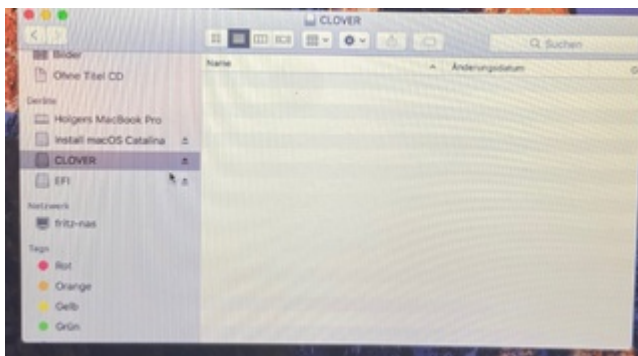 CLOVER
Suchen
Bilder
Ohne Titel CD
Name
Änderungsdatum
Geräte
Holgers MacBook Pro
Install macOS Catalina
CLOVER
EFI
Netzwerk
fritz-nas
Tags
Rot
Orange
Gelb
Grün